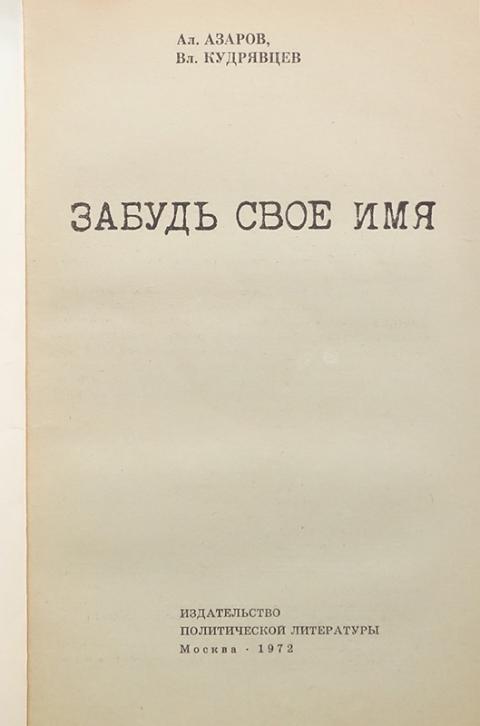 Ал. АЗАРОВ,
Вл. КУДРЯВЦЕВ
ЗАБУДЬ СВОЕ ИМЯ
ИЗДАТЕЛЬСТВО
ПОЛИТИЧЕСКОЙ ЛИТЕРАТУРЫ
Москва · 1972